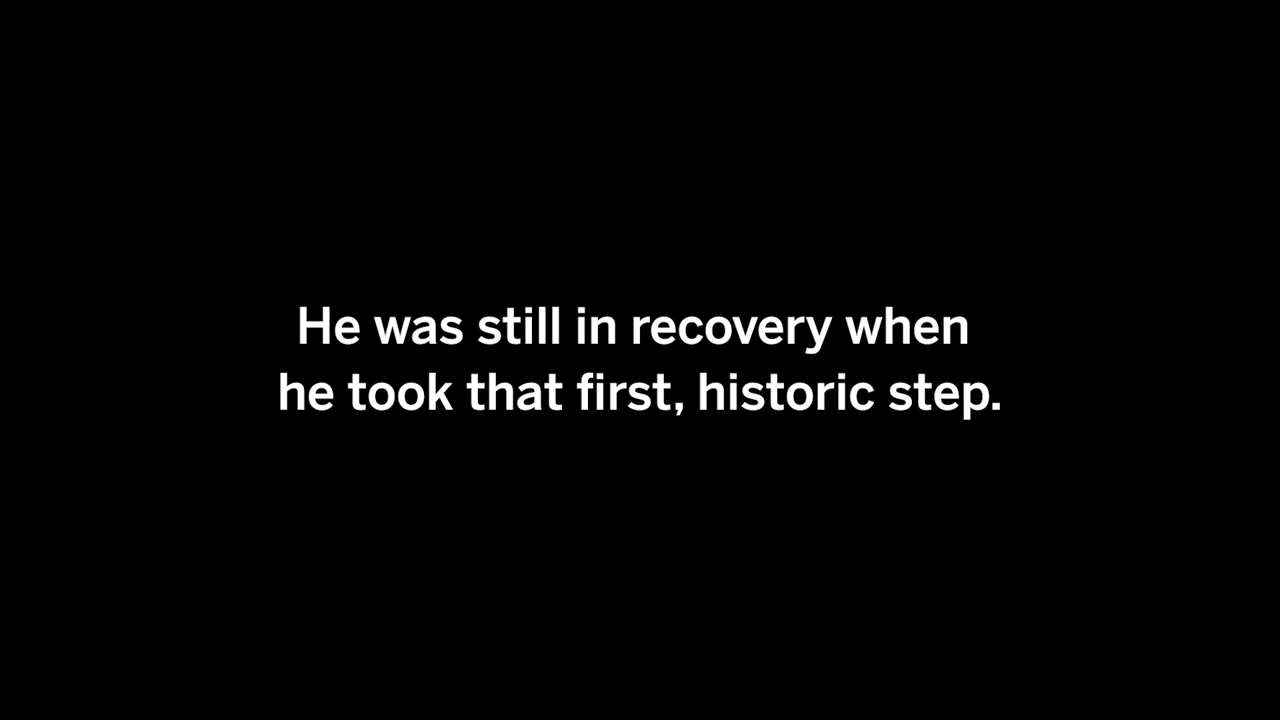 He was still in recovery when
he took that first, historic step.